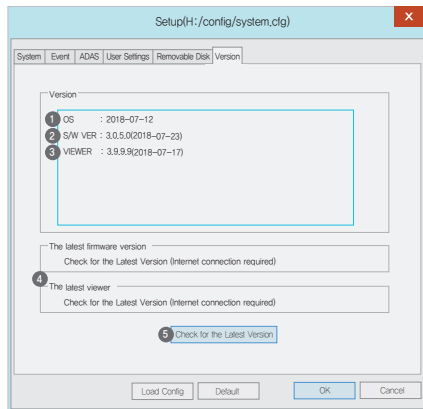 Setup(H:/config/system.cfg)
X
System Event ADAS User Settings Removable Disk Version
Version
1 OS : 2018-07-12
2 S/W VER : 3.0.5.0(2018-07-23)
3 VIEWER : 3.9.9.9(2018-07-17)
The latest firmware version
Check for the Latest Version (Internet connection required)
4
The latest viewer
Check for the Latest Version (Internet connection required)
5 Check for the Latest Version
Load Config Default OK Cancel